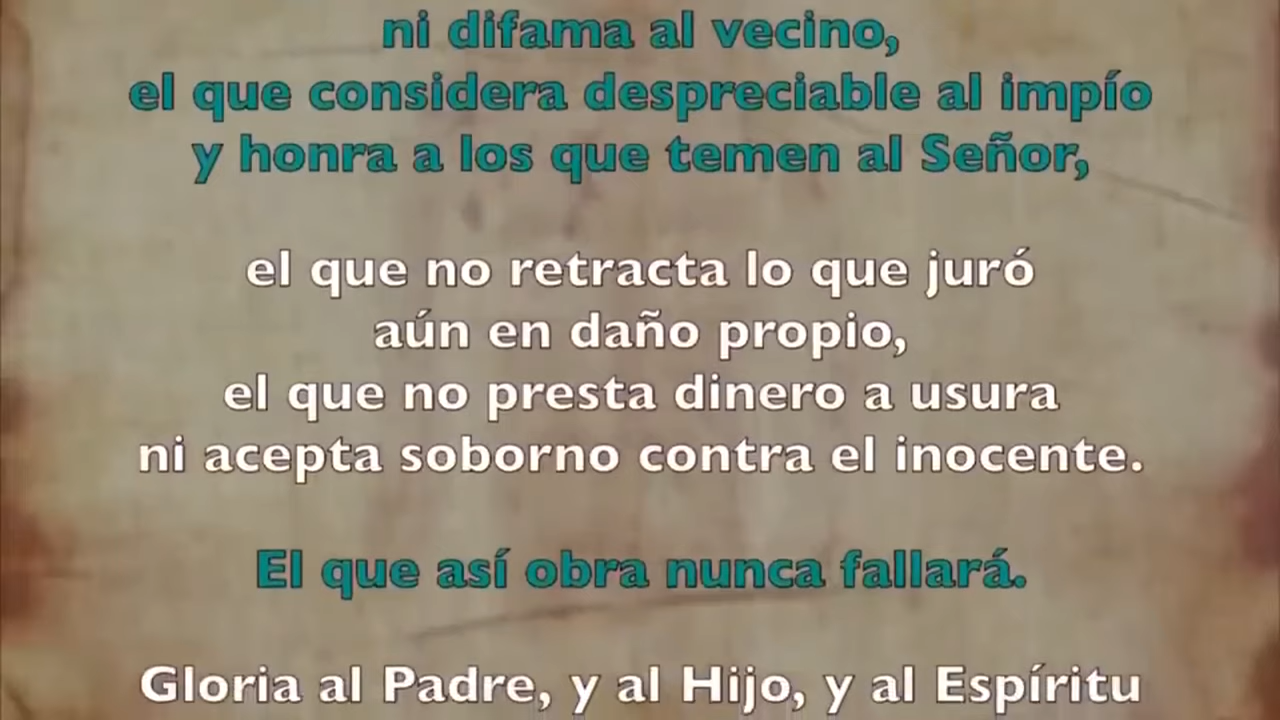 ni difama al vecino,
el que considera despreciable al impío
y honra a los que temen al Señor,
el que no retracta lo que juró
aún en daño propio,
el que no presta dinero a usura
ni acepta soborno contra el inocente.
El que así obra nunca fallará.
Gloria al Padre, y al Hijo, y al Espíritu